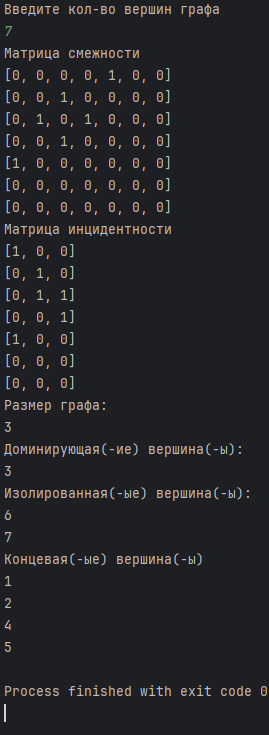 Введите кол-во вершин графа
7
Матрица смежности
[0, 0, 0, 0, 1, 0, 0]
[0, 0, 1, 0, 0, 0, 0]
[0, 1, 0, 1, 0, 0, 0]
[0, 0, 1, 0, 0, 0, 0]
[1, 0, 0, 0, 0, 0, 0]
[0, 0, 0, 0, 0, 0, 0]
[0, 0, 0, 0, 0, 0, 0]
Матрица инцидентности
[1, 0, 0]
[0, 1, 0]
[0, 1, 1]
[0, 0, 1]
[1, 0, 0]
[0, 0, 0]
[0, 0, 0]
Размер графа:
3
Доминирующая(-ие) вершина(-ы):
3
Изолированная(-ые) вершина(-ы):
6
7
Концевая(-ые) вершина(-ы)
1
2
4
5
Process finished with exit code 0